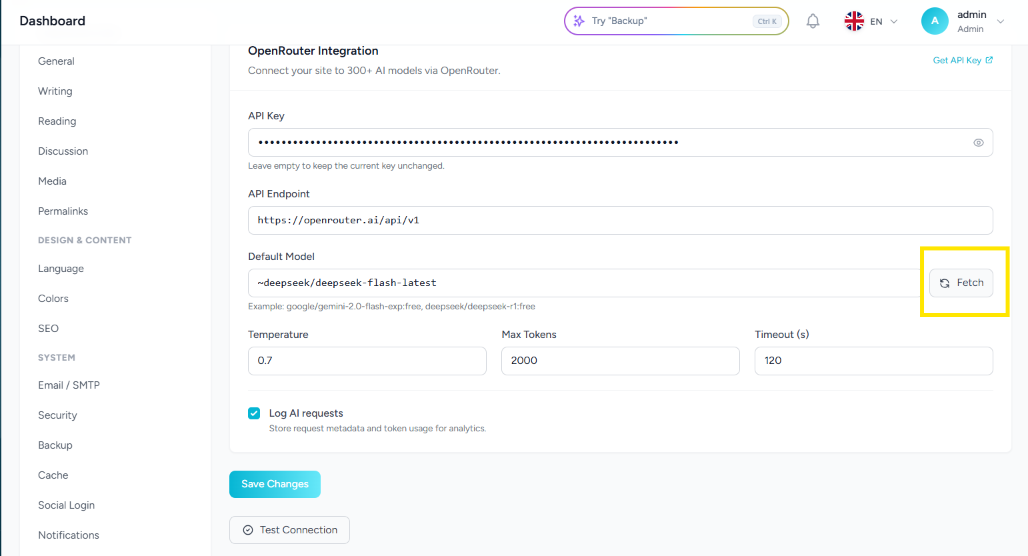 Dashboard
Try "Backup"
Ctrl K
EN
A
admin
Admin
General
Writing
Reading
Discussion
Media
Permalinks
DESIGN & CONTENT
Language
Colors
SEO
SYSTEM
Email / SMTP
Security
Backup
Cache
Social Login
Notifications
OpenRouter Integration
Connect your site to 300+ AI models via OpenRouter.
Get API Key
API Key
Leave empty to keep the current key unchanged.
API Endpoint
https://openrouter.ai/api/v1
Default Model
~deepseek/deepseek-flash-latest
Fetch
Example: google/gemini-2.0-flash-exp:free, deepseek/deepseek-r1:free
Temperature
Max Tokens
Timeout (s)
0.7
2000
120
Log AI requests
Store request metadata and token usage for analytics.
Save Changes
Test Connection